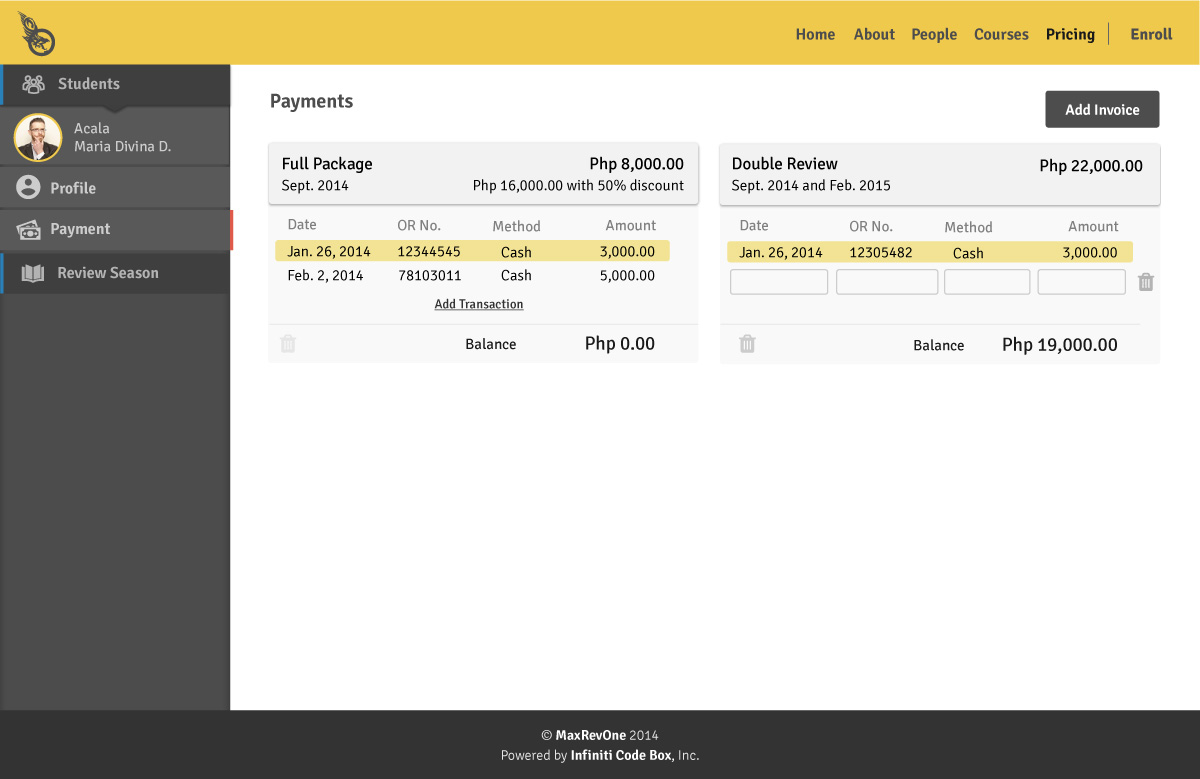 Home About People Courses Pricing Enroll
Students
Acala
Maria Divina D.
Profile
Payment
Review Season
Payments
Add Invoice
Full Package Php 8,000.00
Sept. 2014 Php 16,000.00 with 50% discount
Date OR No. Method Amount
Jan. 26, 2014 12344545 Cash 3,000.00
Feb. 2, 2014 78103011 Cash 5,000.00
Add Transaction
Balance Php 0.00
Double Review Php 22,000.00
Sept. 2014 and Feb. 2015
Date OR No. Method Amount
Jan. 26, 2014 12305482 Cash 3,000.00
Balance Php 19,000.00
© MaxRevOne 2014
Powered by Infiniti Code Box, Inc.